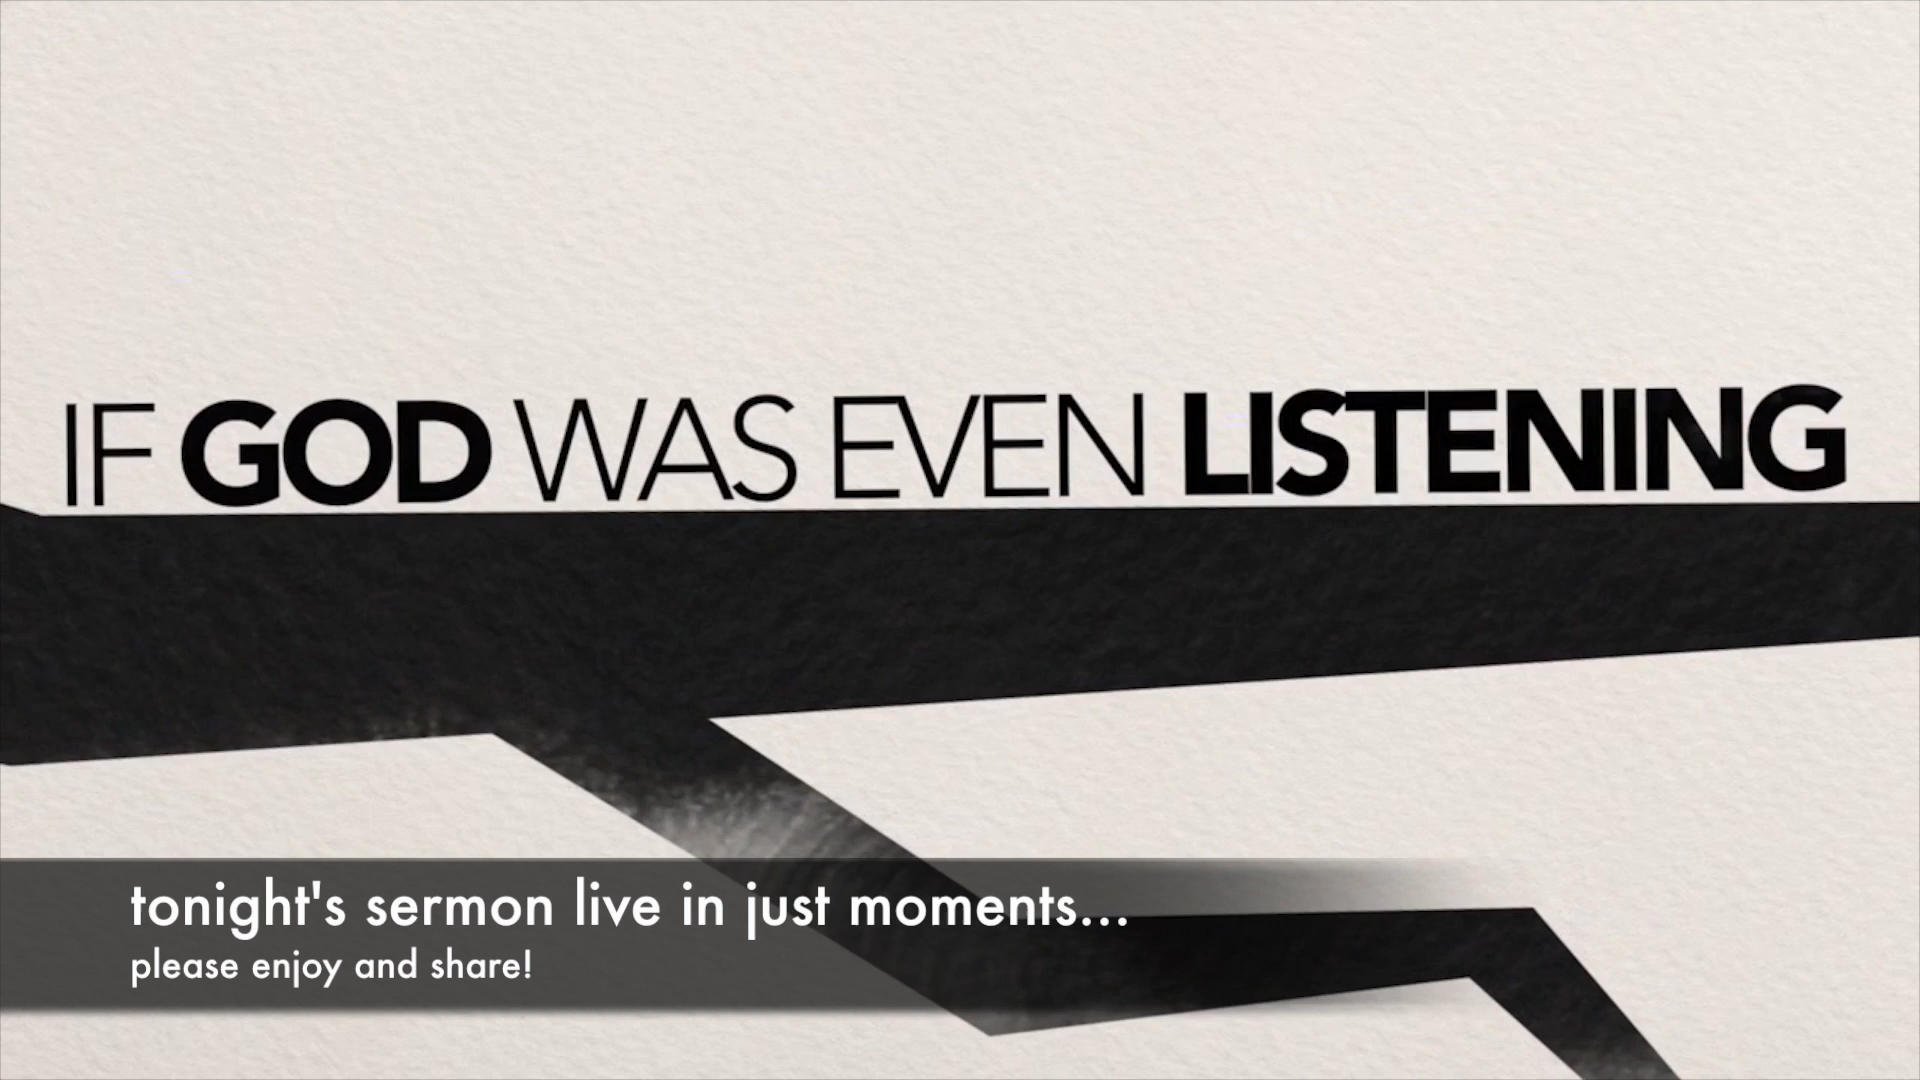 IF GOD WAS EVEN LISTENING
tonight's sermon live in just moments...
please enjoy and share!